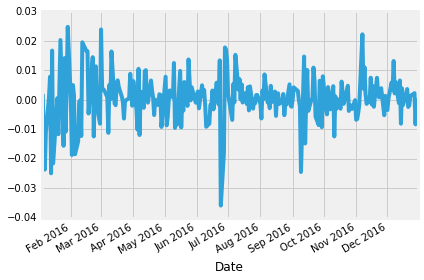 0.03
0.02
0.01
0.00
−0.01
−0.02
−0.03
−0.04
Feb 2016
Mar 2016
Apr 2016
May 2016
Jun 2016
Jul 2016
Aug 2016
Sep 2016
Oct 2016
Nov 2016
Dec 2016
Date